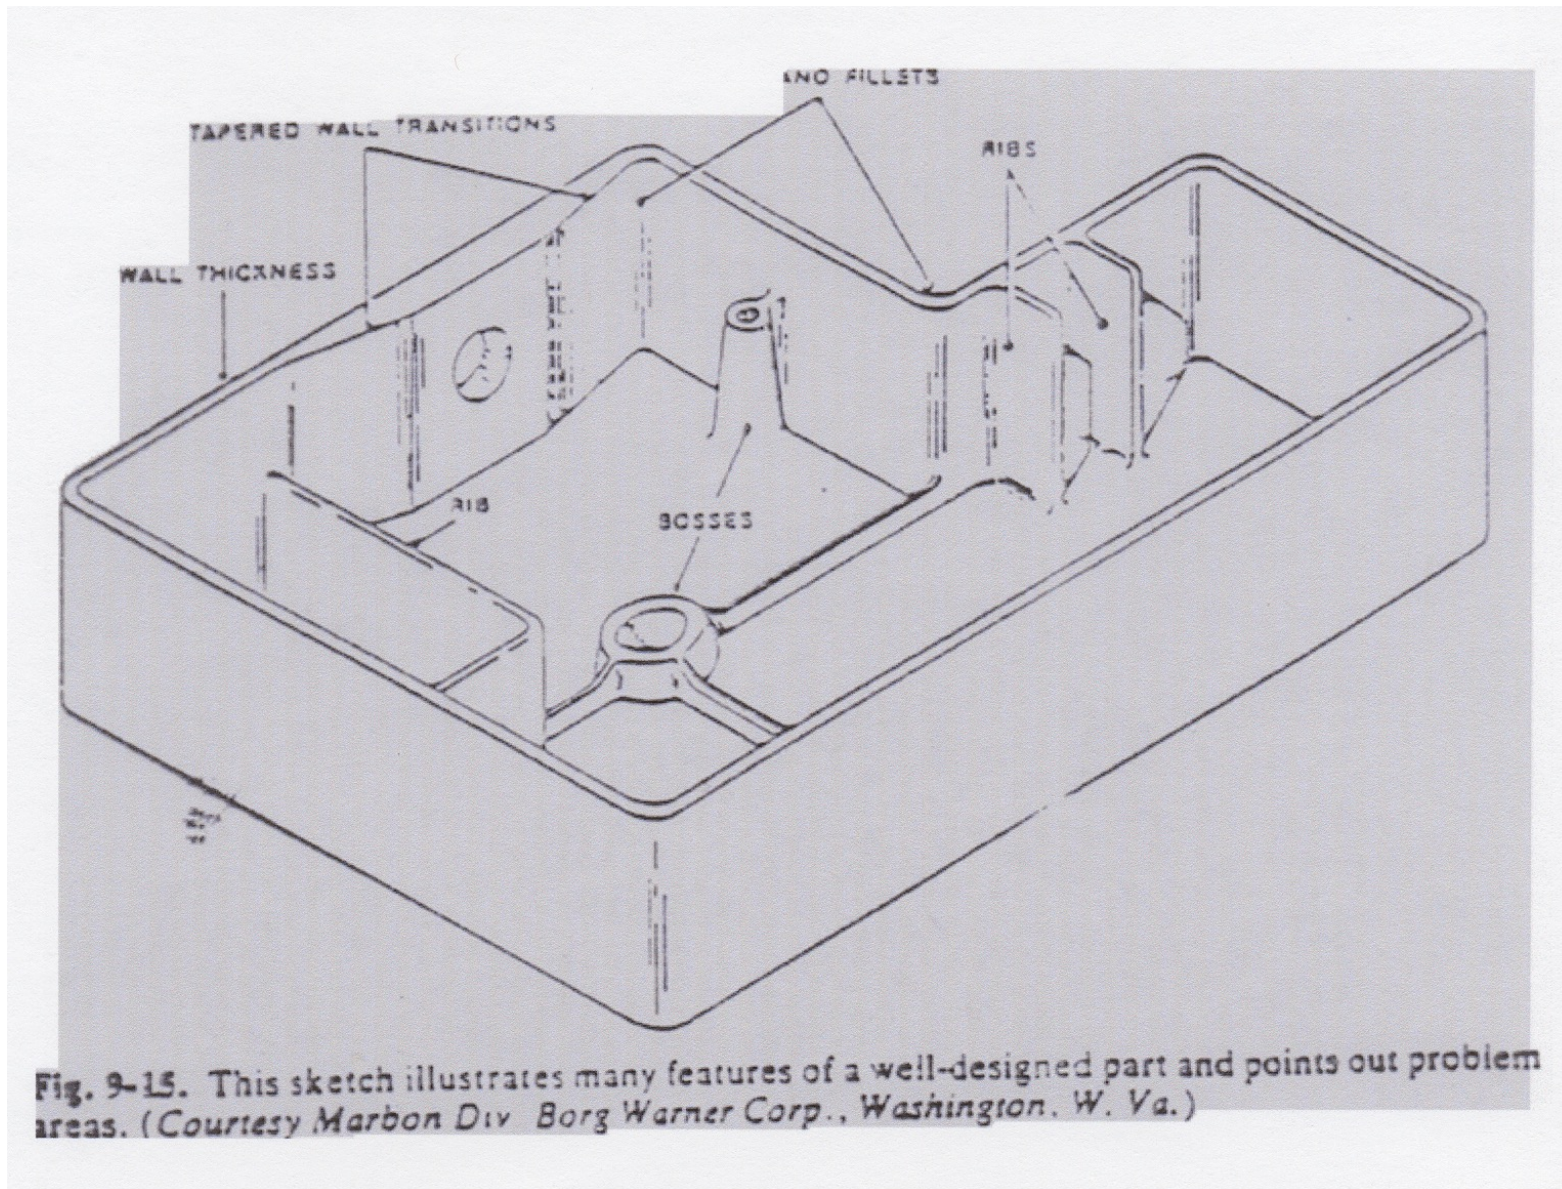 AND FILLETS
TAPERED WALL TRANSITIONS
RIBS
WALL THICKNESS
RIB
BOSSES
Fig. 9-15. This sketch illustrates many features of a well-designed part and points out problem
areas. (Courtesy Marbon Div Borg Warner Corp., Washington. W. Va.)